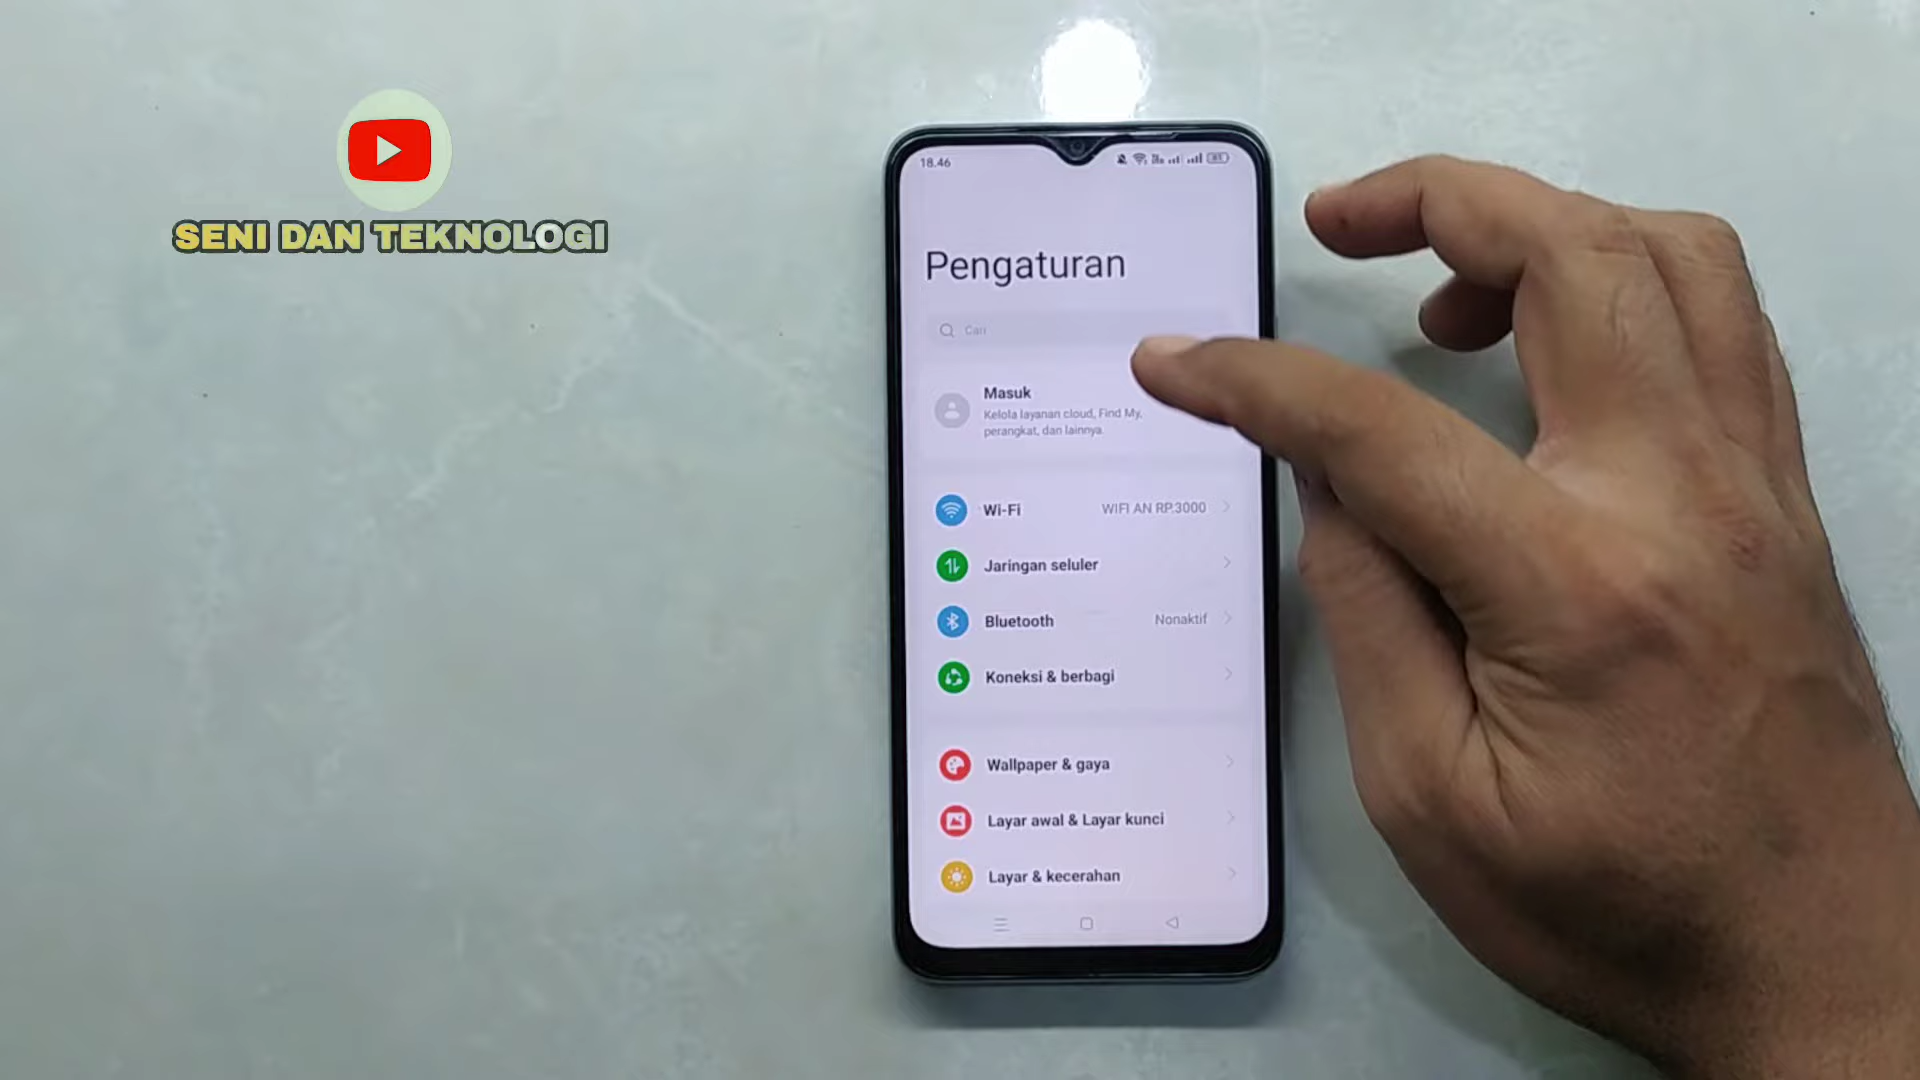 SENI DAN TEKNOLOGI
18.46
Pengaturan
Cari
Masuk
Kelola layanan cloud, Find My,
perangkat, dan lainnya.
Wi-Fi WIFI AN RP.3000
Jaringan seluler
Bluetooth Nonaktif
Koneksi & berbagi
Wallpaper & gaya
Layar awal & Layar kunci
Layar & kecerahan